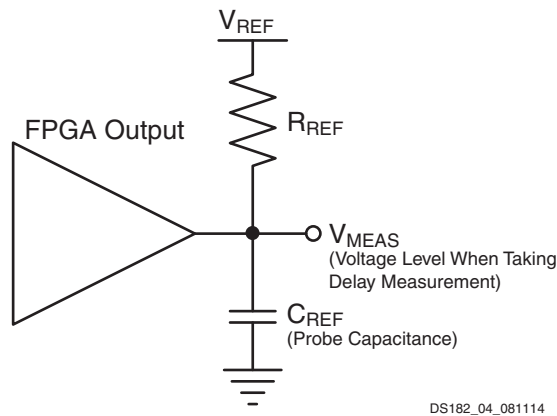 VREF
FPGA Output
RREF
VMEAS
(Voltage Level When Taking
Delay Measurement)
CREF
(Probe Capacitance)
DS182_04_081114